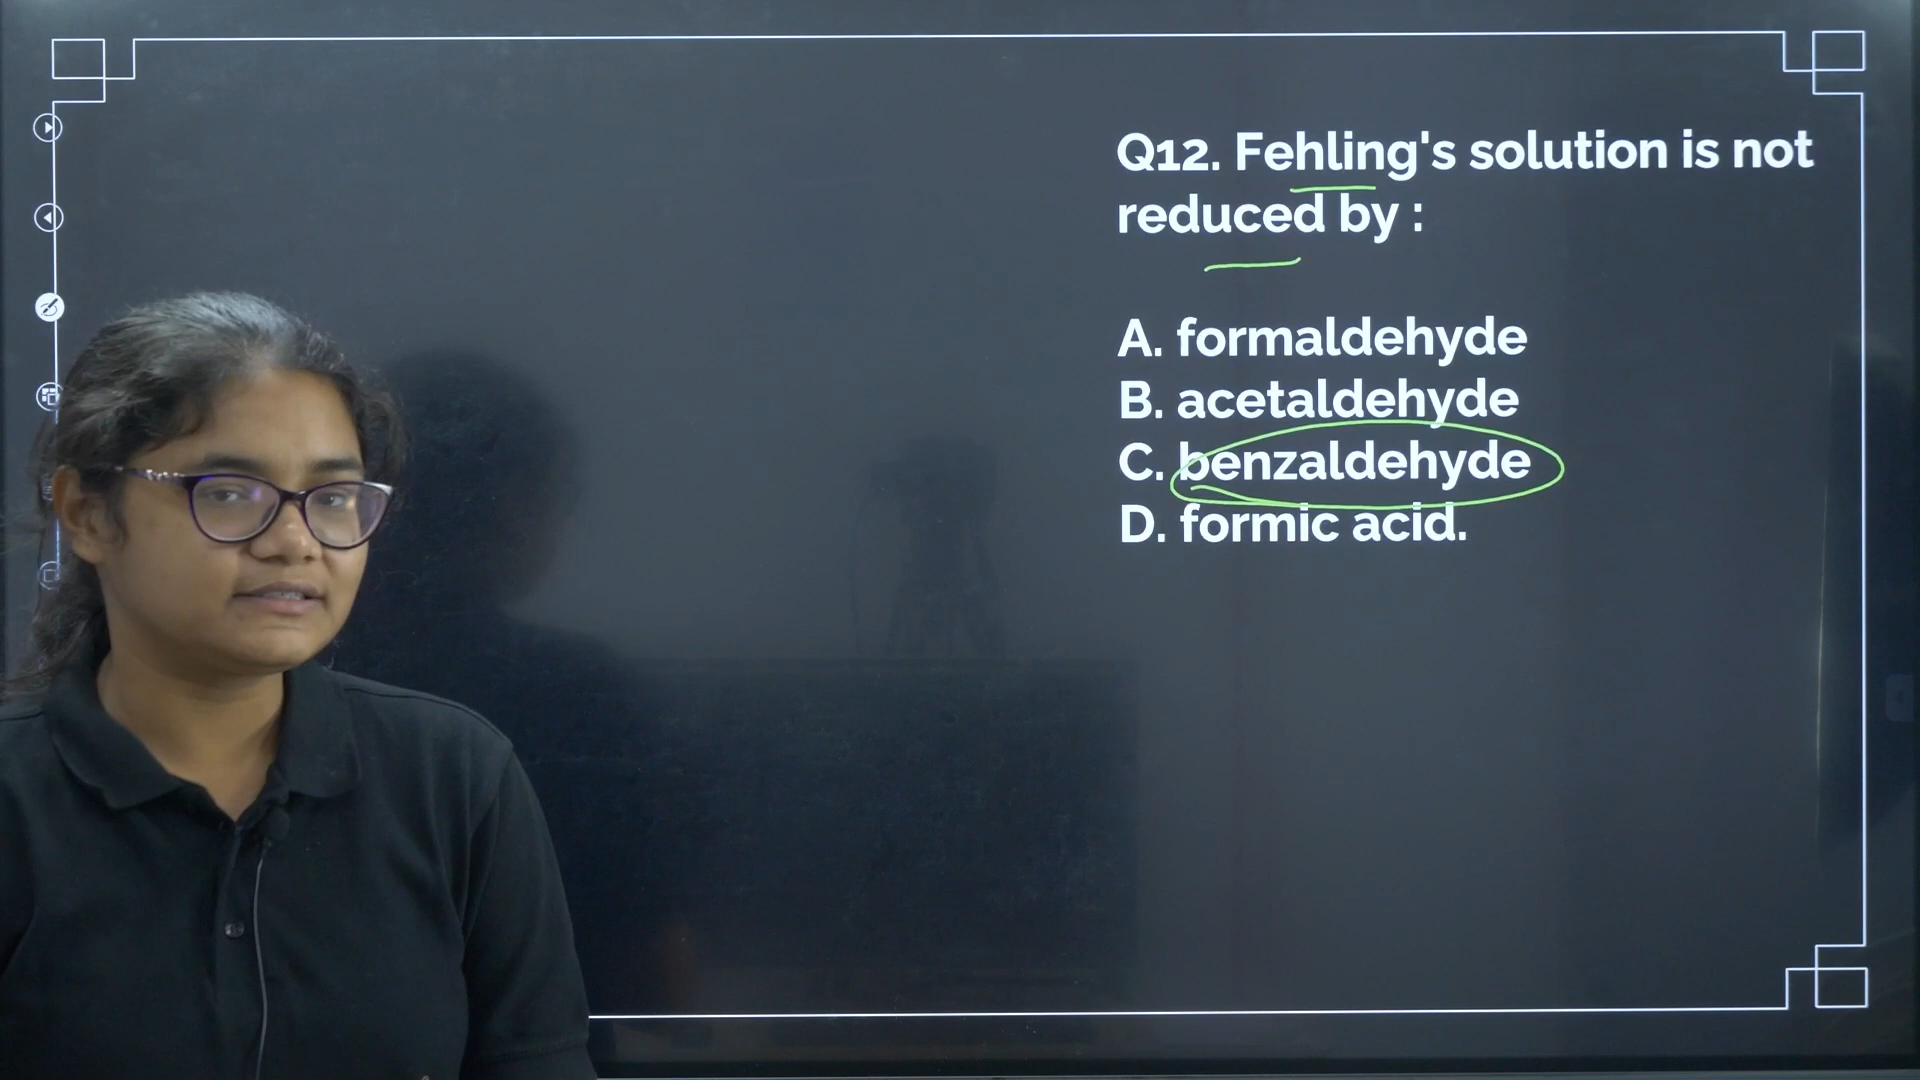 Q12. Fehling's solution is not
reduced by :
A. formaldehyde
B. acetaldehyde
C. benzaldehyde
D. formic acid.